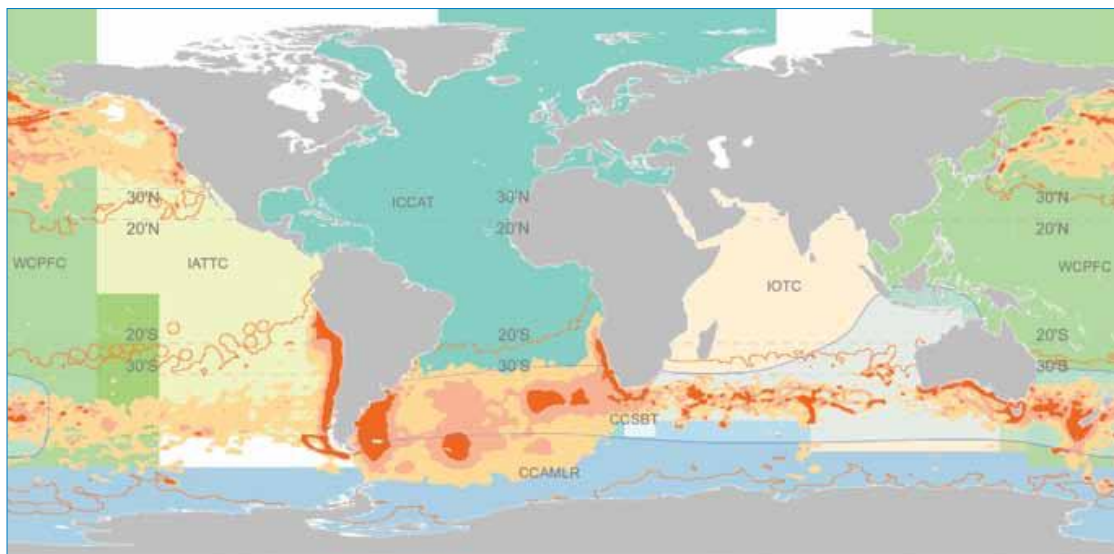 30°N
30°N
30°N
ICCAT
20°N
20°N
20°N
WCPFC
IATTC
WCPFC
IOTC
20°S
20°S
20°S
30°S
30°S
30°S
CCSBT
CCAMLR